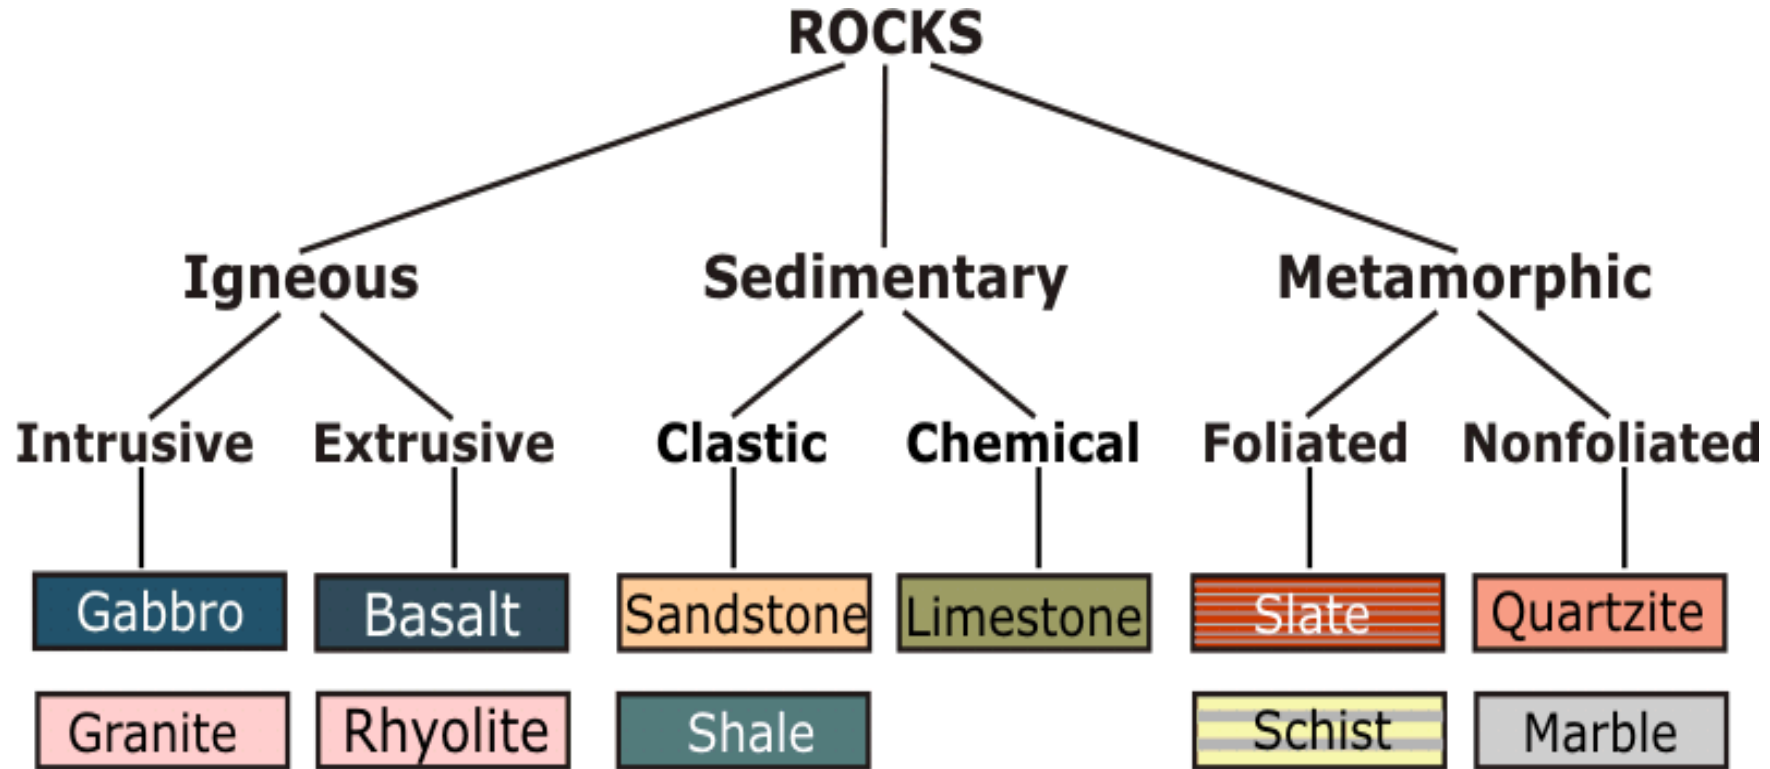 ROCKS
Igneous Sedimentary Metamorphic
Intrusive Extrusive Clastic Chemical Foliated Nonfoliated
Gabbro Basalt Sandstone Limestone Slate Quartzite
Granite Rhyolite Shale Schist Marble